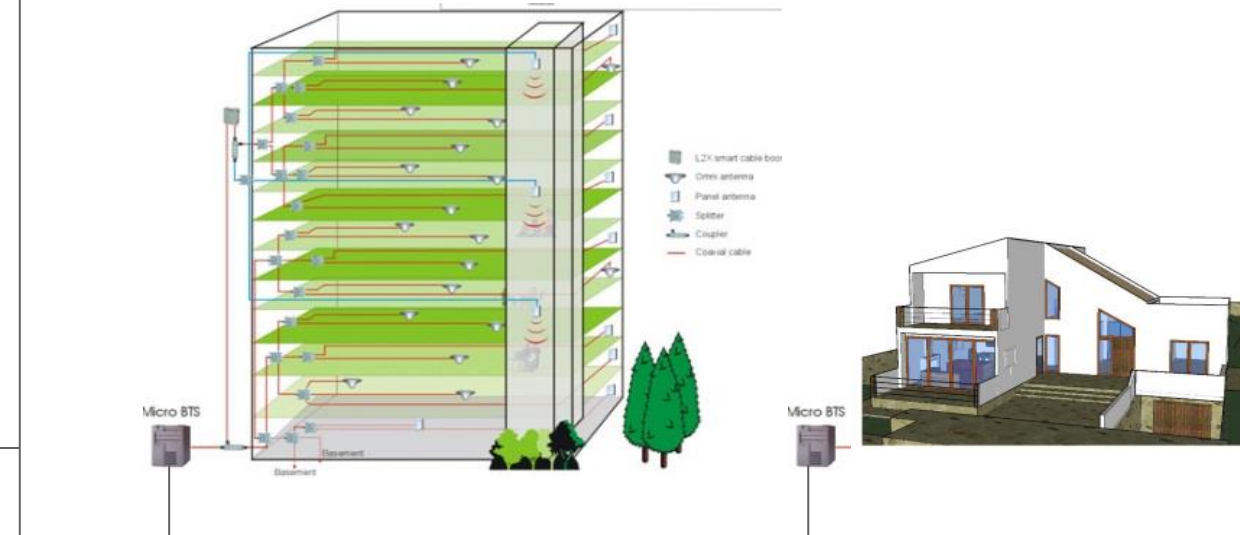 L2X smart cable boo
Omni antenna
Panel antenna
Splitter
Coupler
Coaxial cable
Micro BTS
Basement
Basement
Micro BTS